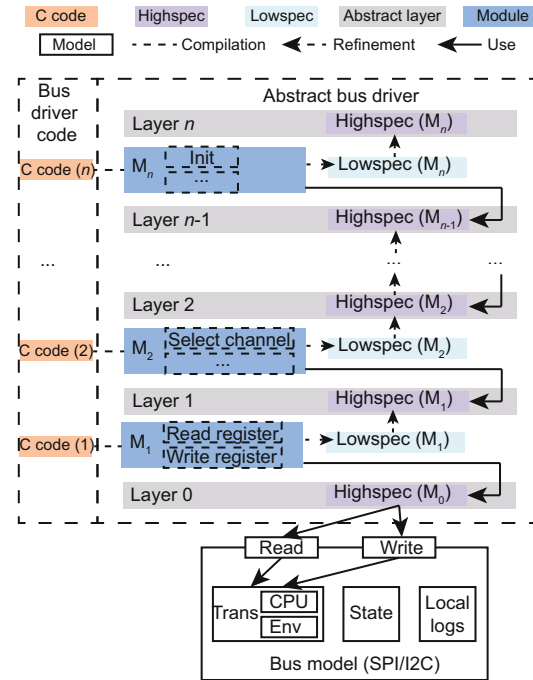 C code Highspec Lowspec Abstract layer Module
Model Compilation Refinement Use
Bus
driver
code
Abstract bus driver
Layer n Highspec (Mn)
C code (n) Mn Init Lowspec (Mn)
...
Layer n-1 Highspec (Mn-1)
... ... ... ...
Layer 2 Highspec (M2)
C code (2) M2 Select channel Lowspec (M2)
...
Layer 1 Highspec (M1)
C code (1) M1 Read register Lowspec (M1)
Write register
Layer 0 Highspec (M0)
Read Write
Trans CPU State Local
Env logs
Bus model (SPI/I2C)